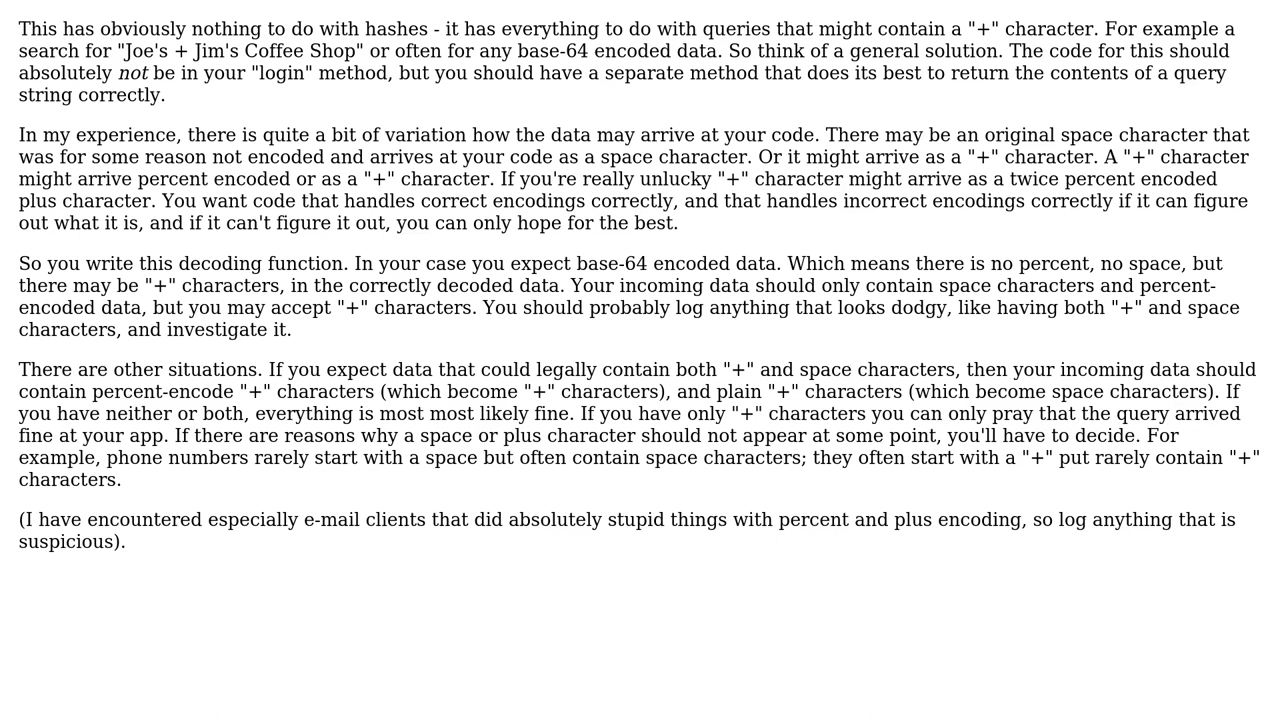 This has obviously nothing to do with hashes - it has everything to do with queries that might contain a "+" character. For example a
search for "Joe's + Jim's Coffee Shop" or often for any base-64 encoded data. So think of a general solution. The code for this should
absolutely not be in your "login" method, but you should have a separate method that does its best to return the contents of a query
string correctly.
In my experience, there is quite a bit of variation how the data may arrive at your code. There may be an original space character that
was for some reason not encoded and arrives at your code as a space character. Or it might arrive as a "+" character. A "+" character
might arrive percent encoded or as a "+" character. If you're really unlucky "+" character might arrive as a twice percent encoded
plus character. You want code that handles correct encodings correctly, and that handles incorrect encodings correctly if it can figure
out what it is, and if it can't figure it out, you can only hope for the best.
So you write this decoding function. In your case you expect base-64 encoded data. Which means there is no percent, no space, but
there may be "+" characters, in the correctly decoded data. Your incoming data should only contain space characters and percent-
encoded data, but you may accept "+" characters. You should probably log anything that looks dodgy, like having both "+" and space
characters, and investigate it.
There are other situations. If you expect data that could legally contain both "+" and space characters, then your incoming data should
contain percent-encode "+" characters (which become "+" characters), and plain "+" characters (which become space characters). If
you have neither or both, everything is most most likely fine. If you have only "+" characters you can only pray that the query arrived
fine at your app. If there are reasons why a space or plus character should not appear at some point, you'll have to decide. For
example, phone numbers rarely start with a space but often contain space characters; they often start with a "+" put rarely contain "+"
characters.
(I have encountered especially e-mail clients that did absolutely stupid things with percent and plus encoding, so log anything that is
suspicious).